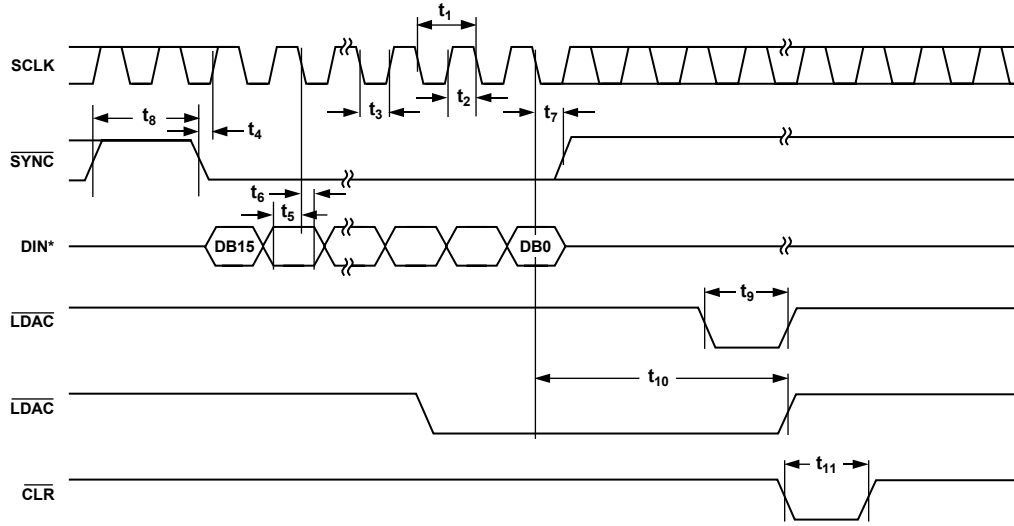 t1
SCLK
t3
t2
t8
t4
t7
SYNC
t6
t5
DIN*
DB15
DB0
t9
LDAC
t10
LDAC
t11
CLR